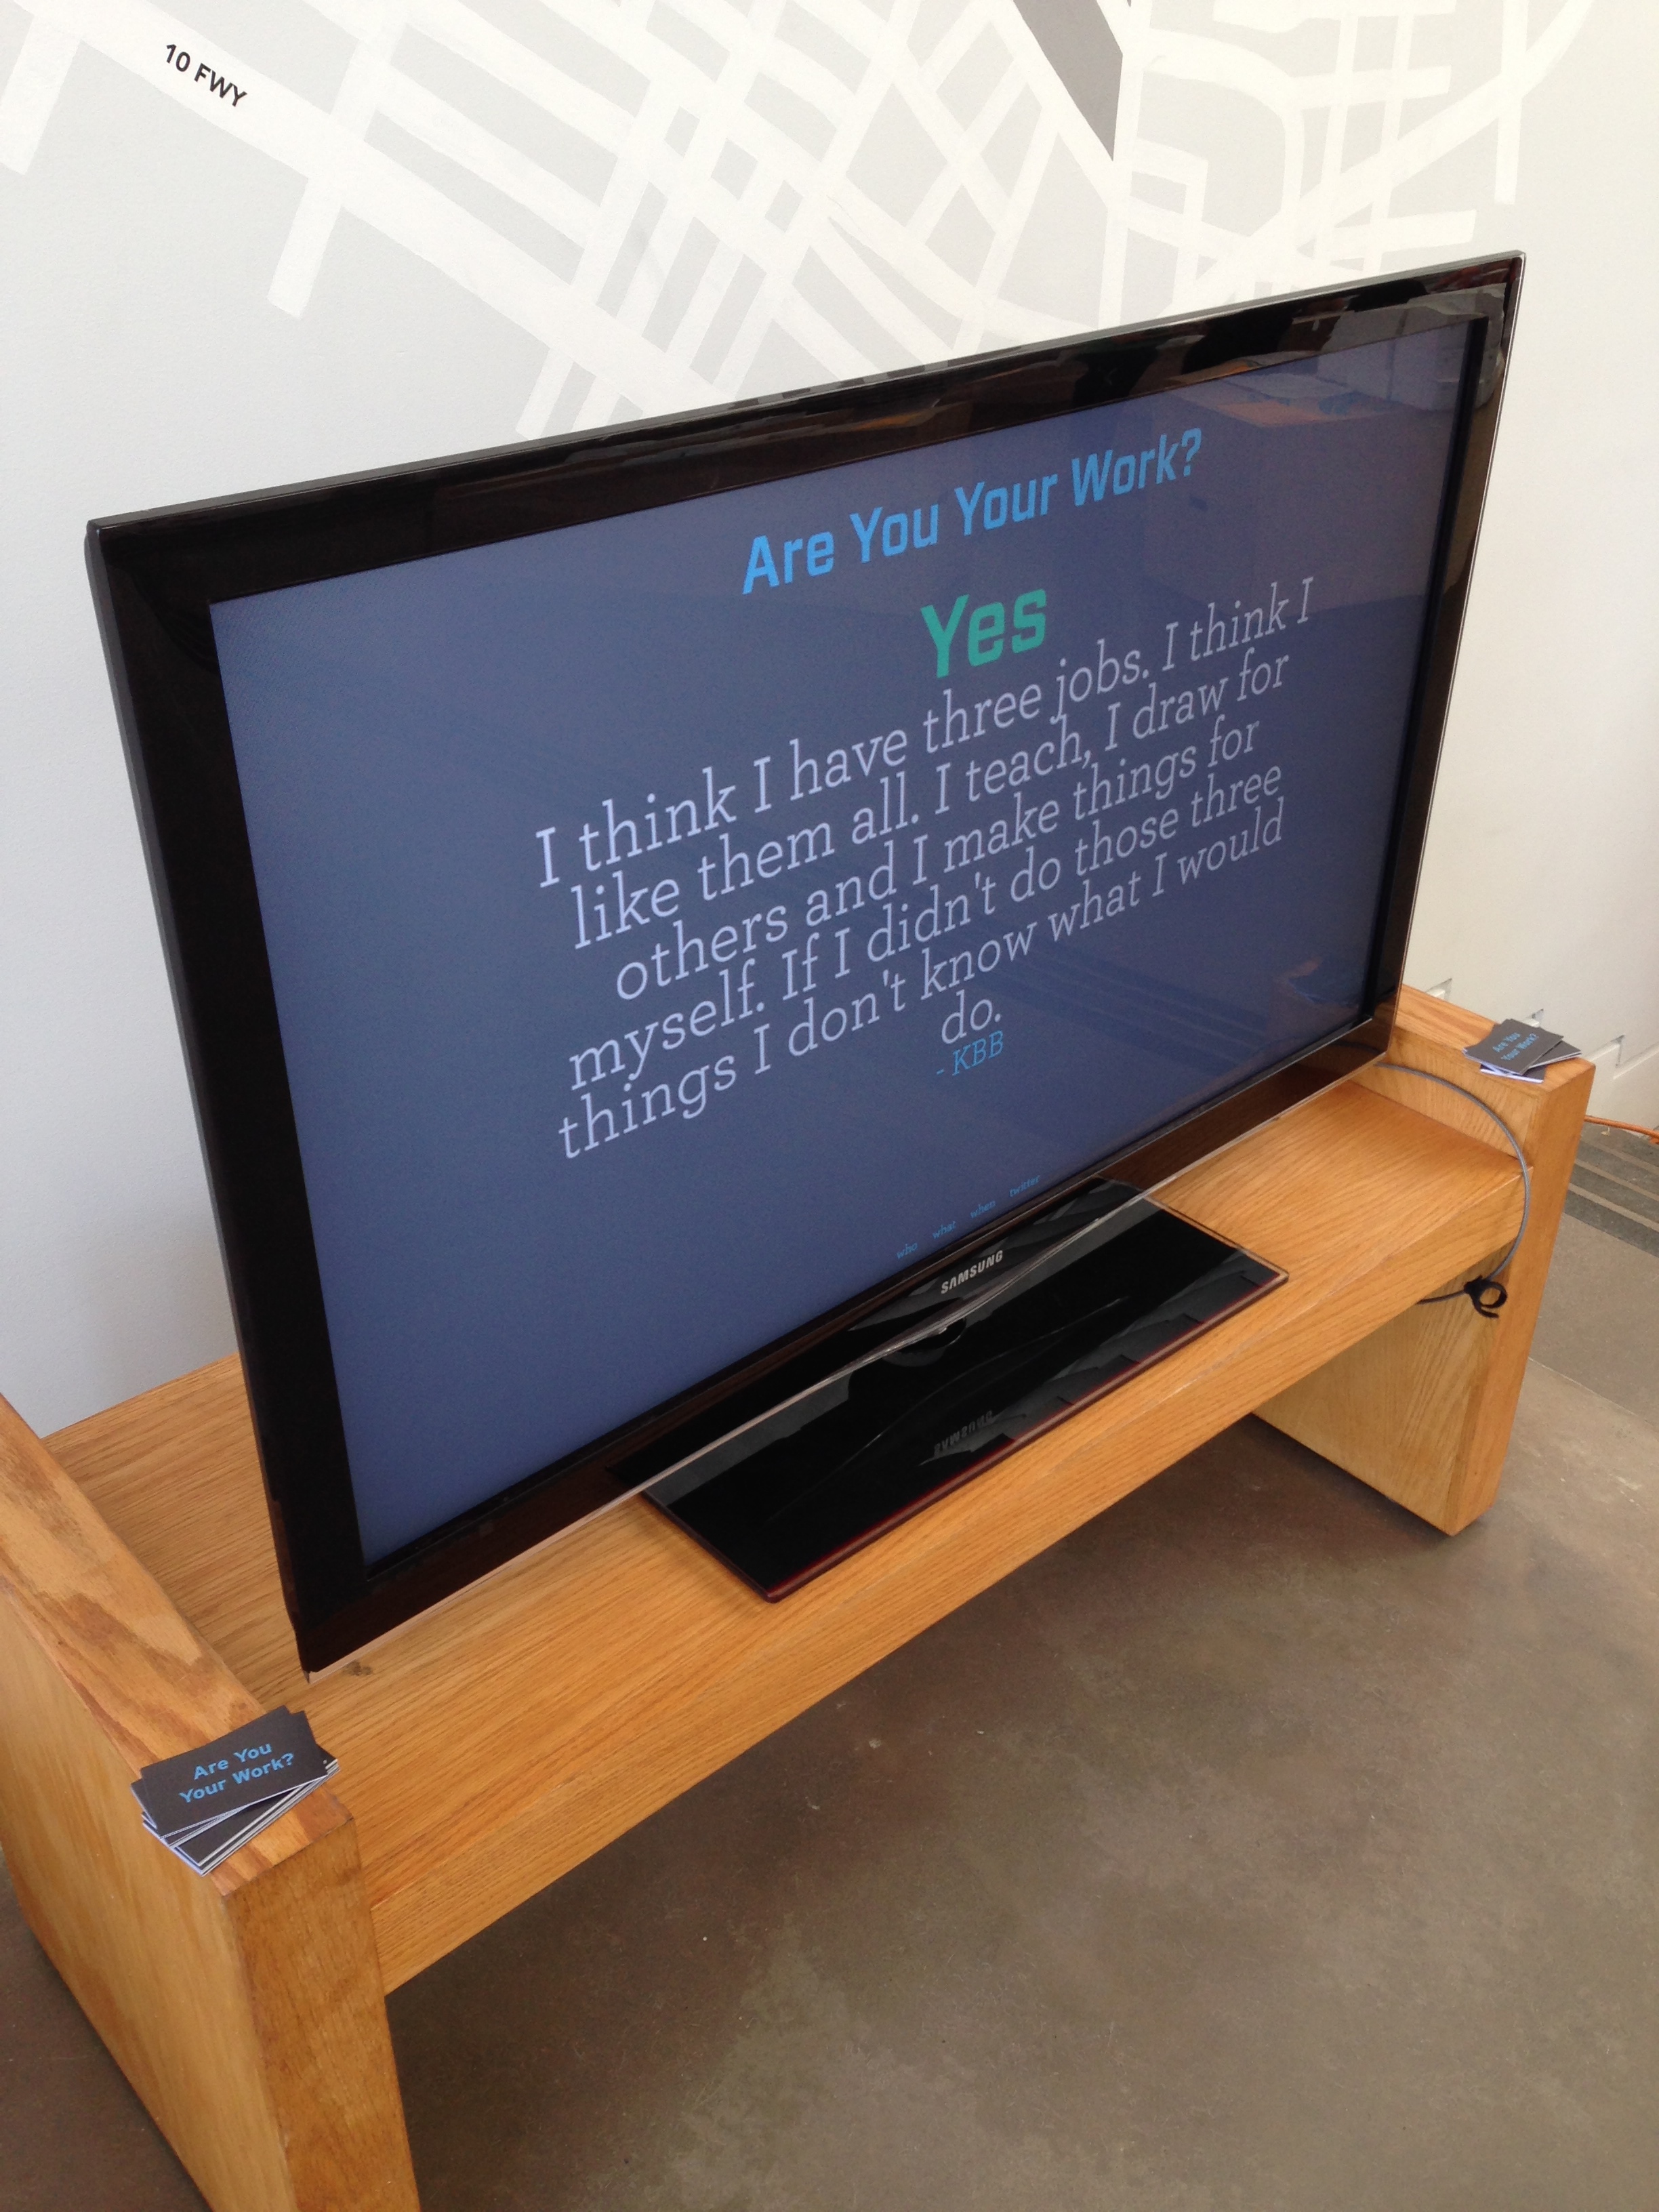 10 FWY
Are You Your Work?
Yes
I think I have three jobs. I think I
like them all. I teach, I draw for
others and I make things for
myself. If I didn't do those three
things I don't know what I would
do.
- KBB
who what when twitter
SAMSUNG
SAMSUNG
Are You
Your Work?
Are You
Your Work?